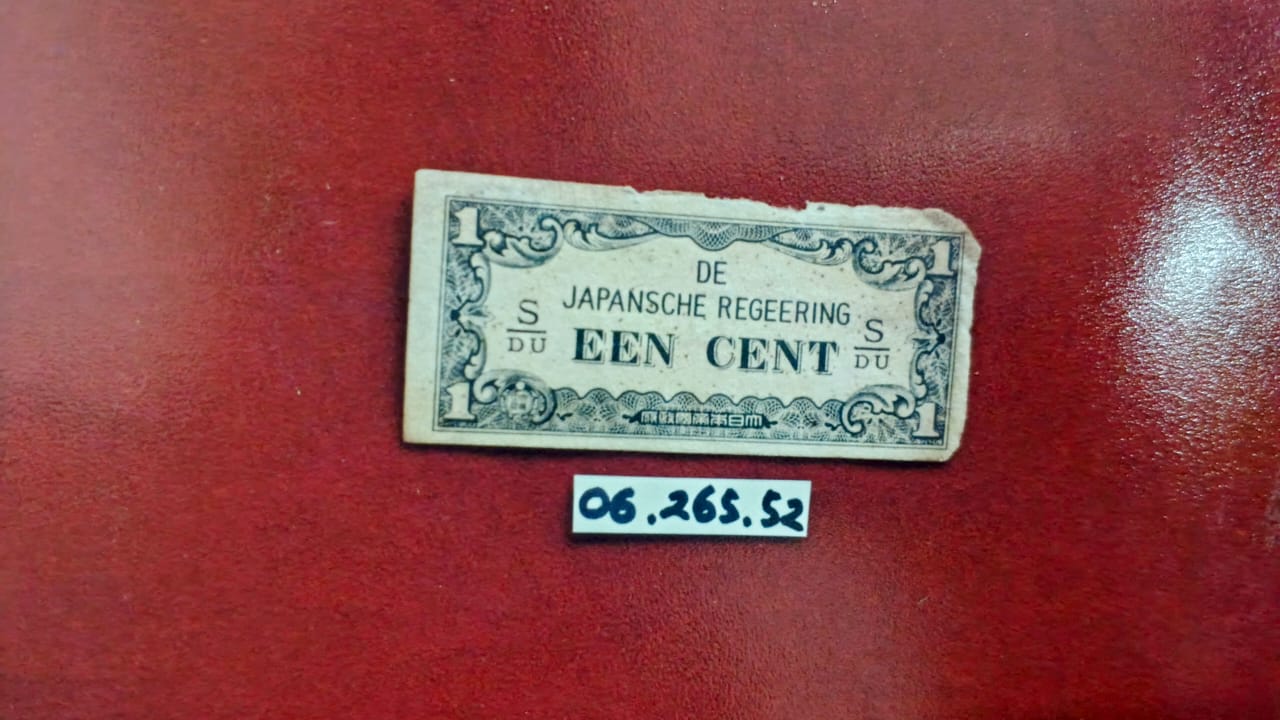 1 1
DE
JAPANSCHE REGEERING
S
DU
EEN CENT
S
DU
1 1
06.265.52